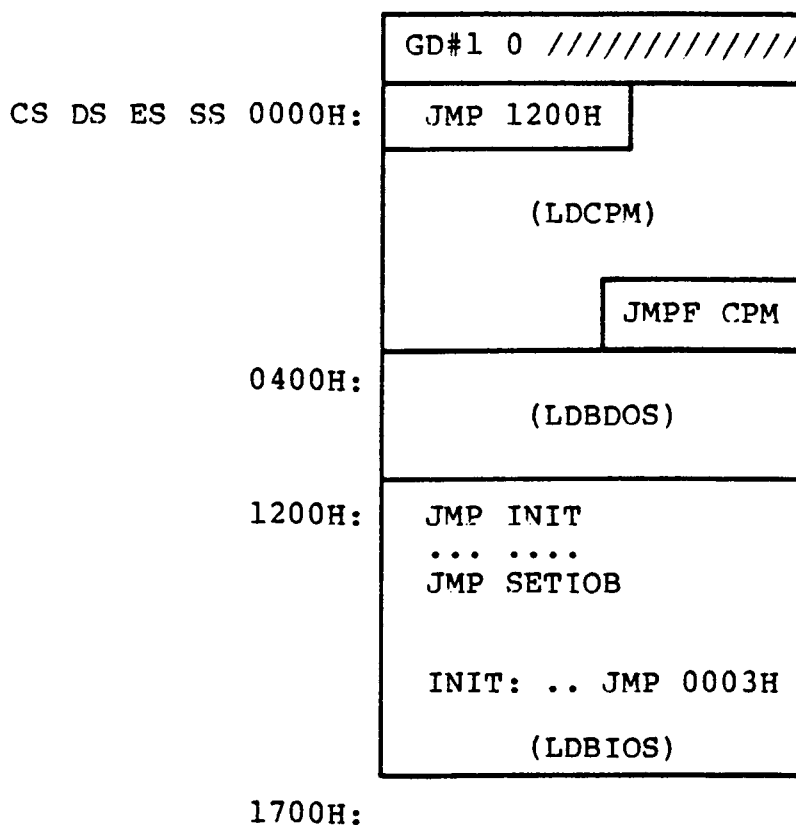 GD#1 0 //////////////
CS DS ES SS 0000H: JMP 1200H
(LDCPM)
JMPF CPM
0400H:
(LDBDOS)
1200H: JMP INIT
... ....
JMP SETIOB
INIT: .. JMP 0003H
(LDBIOS)
1700H: